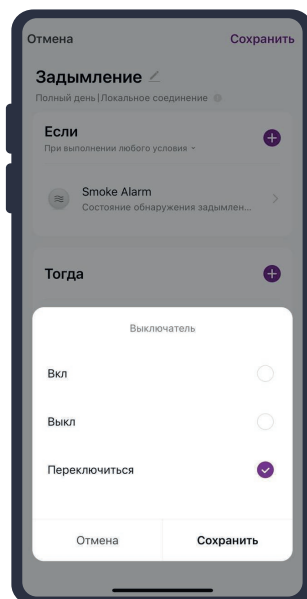 Отмена Сохранить
Задымление
Полный день|Локальное соединение
Если
При выполнении любого условия
Smoke Alarm
Состояние обнаружения задымлен...
Тогда
Выключатель
Вкл
Выкл
Переключиться
Отмена Сохранить